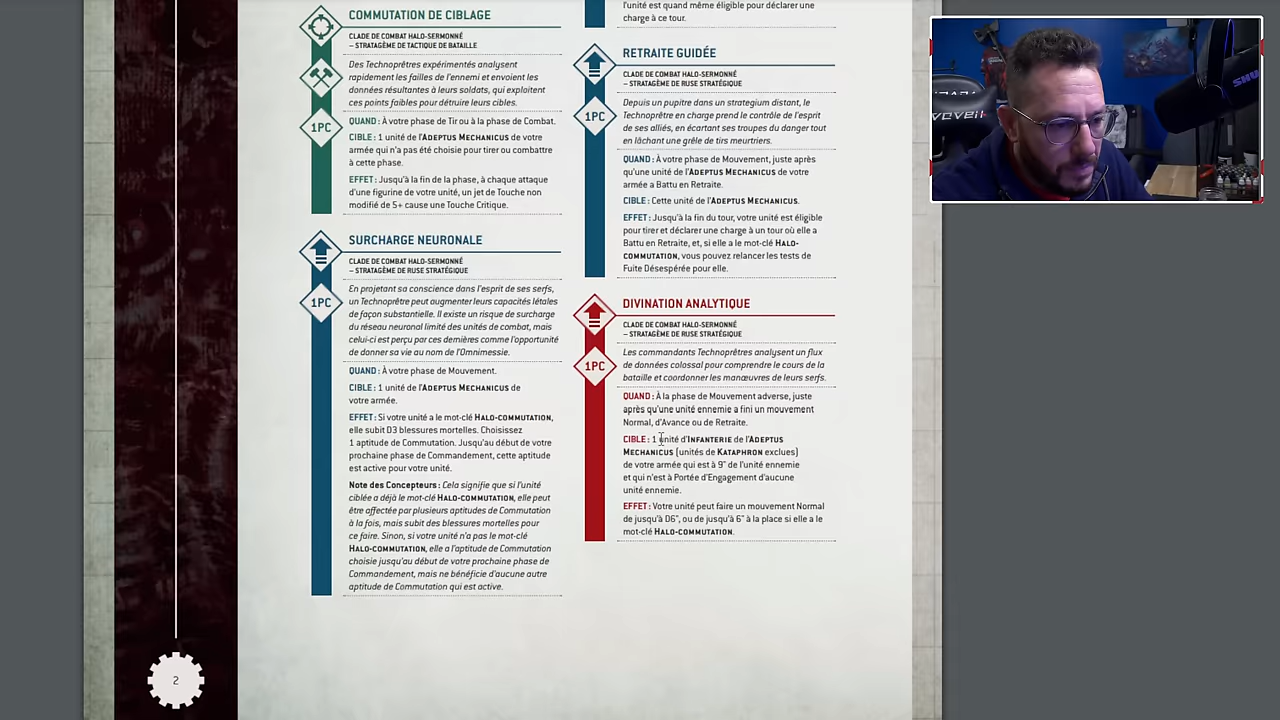 COMMUTATION DE CIBLAGE
CLADE DE COMBAT HALO-SERMONNÉ
– STRATAGÈME DE TACTIQUE DE BATAILLE
Des Technoprêtres expérimentés analysent
rapidement les failles de l'ennemi et envoient les
données résultantes à leurs soldats, qui exploitent
ces points faibles pour détruire leurs cibles.
1PC
QUAND : À votre phase de Tir ou à la phase de Combat.
CIBLE : 1 unité de l'ADEPTUS MECHANICUS de votre
armée qui n'a pas été choisie pour tirer ou combattre
à cette phase.
EFFET : Jusqu'à la fin de la phase, à chaque attaque
d'une figurine de votre unité, un jet de Touche non
modifié de 5+ cause une Touche Critique.
SURCHARGE NEURONALE
CLADE DE COMBAT HALO-SERMONNÉ
– STRATAGÈME DE RUSE STRATÉGIQUE
1PC
En projetant sa conscience dans l'esprit de ses serfs,
un Technoprêtre peut augmenter leurs capacités létales
de façon substantielle. Il existe un risque de surcharge
du réseau neuronal limité des unités de combat, mais
celui-ci est perçu par ces dernières comme l'opportunité
de donner sa vie au nom de l'Omnimessie.
QUAND : À votre phase de Mouvement.
CIBLE : 1 unité de l'ADEPTUS MECHANICUS de
votre armée.
EFFET : Si votre unité a le mot-clé HALO-COMMUTATION,
elle subit D3 blessures mortelles. Choisissez
1 aptitude de Commutation. Jusqu'au début de votre
prochaine phase de Commandement, cette aptitude
est active pour votre unité.
Note des Concepteurs : Cela signifie que si l'unité
ciblée a déjà le mot-clé HALO-COMMUTATION, elle peut
être affectée par plusieurs aptitudes de Commutation
à la fois, mais subit des blessures mortelles pour
ce faire. Sinon, si votre unité n'a pas le mot-clé
HALO-COMMUTATION, elle a l'aptitude de Commutation
choisie jusqu'au début de votre prochaine phase de
Commandement, mais ne bénéficie d'aucune autre
aptitude de Commutation qui est active.
l'unité est quand même éligible pour déclarer une
charge à ce tour.
RETRAITE GUIDÉE
CLADE DE COMBAT HALO-SERMONNÉ
– STRATAGÈME DE RUSE STRATÉGIQUE
1PC
Depuis un pupitre dans un strategium distant, le
Technoprêtre en charge prend le contrôle de l'esprit
de ses alliés, en écartant ses troupes du danger tout
en lâchant une grêle de tirs meurtriers.
QUAND : À votre phase de Mouvement, juste après
qu'une unité de l'ADEPTUS MECHANICUS de votre
armée a Battu en Retraite.
CIBLE : Cette unité de l'ADEPTUS MECHANICUS.
EFFET : Jusqu'à la fin du tour, votre unité est éligible
pour tirer et déclarer une charge à un tour où elle a
Battu en Retraite, et, si elle a le mot-clé HALO-
COMMUTATION, vous pouvez relancer les tests de
Fuite Désespérée pour elle.
DIVINATION ANALYTIQUE
CLADE DE COMBAT HALO-SERMONNÉ
– STRATAGÈME DE RUSE STRATÉGIQUE
1PC
Les commandants Technoprêtres analysent un flux
de données colossal pour comprendre le cours de la
bataille et coordonner les manœuvres de leurs serfs.
QUAND : À la phase de Mouvement adverse, juste
après qu'une unité ennemie a fini un mouvement
Normal, d'Avance ou de Retraite.
CIBLE : 1 unité d'INFANTERIE de l'ADEPTUS
MECHANICUS (unités de KATAPHRON exclues)
de votre armée qui est à 9" de l'unité ennemie
et qui n'est à Portée d'Engagement d'aucune
unité ennemie.
EFFET : Votre unité peut faire un mouvement Normal
de jusqu'à D6", ou de jusqu'à 6" à la place si elle a le
mot-clé HALO-COMMUTATION.
2